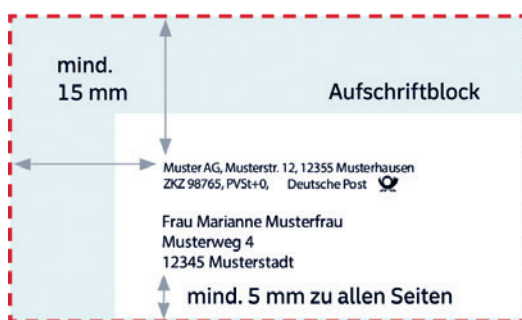 mind.
15 mm
Aufschriftblock
Muster AG, Musterstr. 12, 12355 Musterhausen
ZKZ 98765, PVSt+0, Deutsche Post
Frau Marianne Musterfrau
Musterweg 4
12345 Musterstadt
mind. 5 mm zu allen Seiten